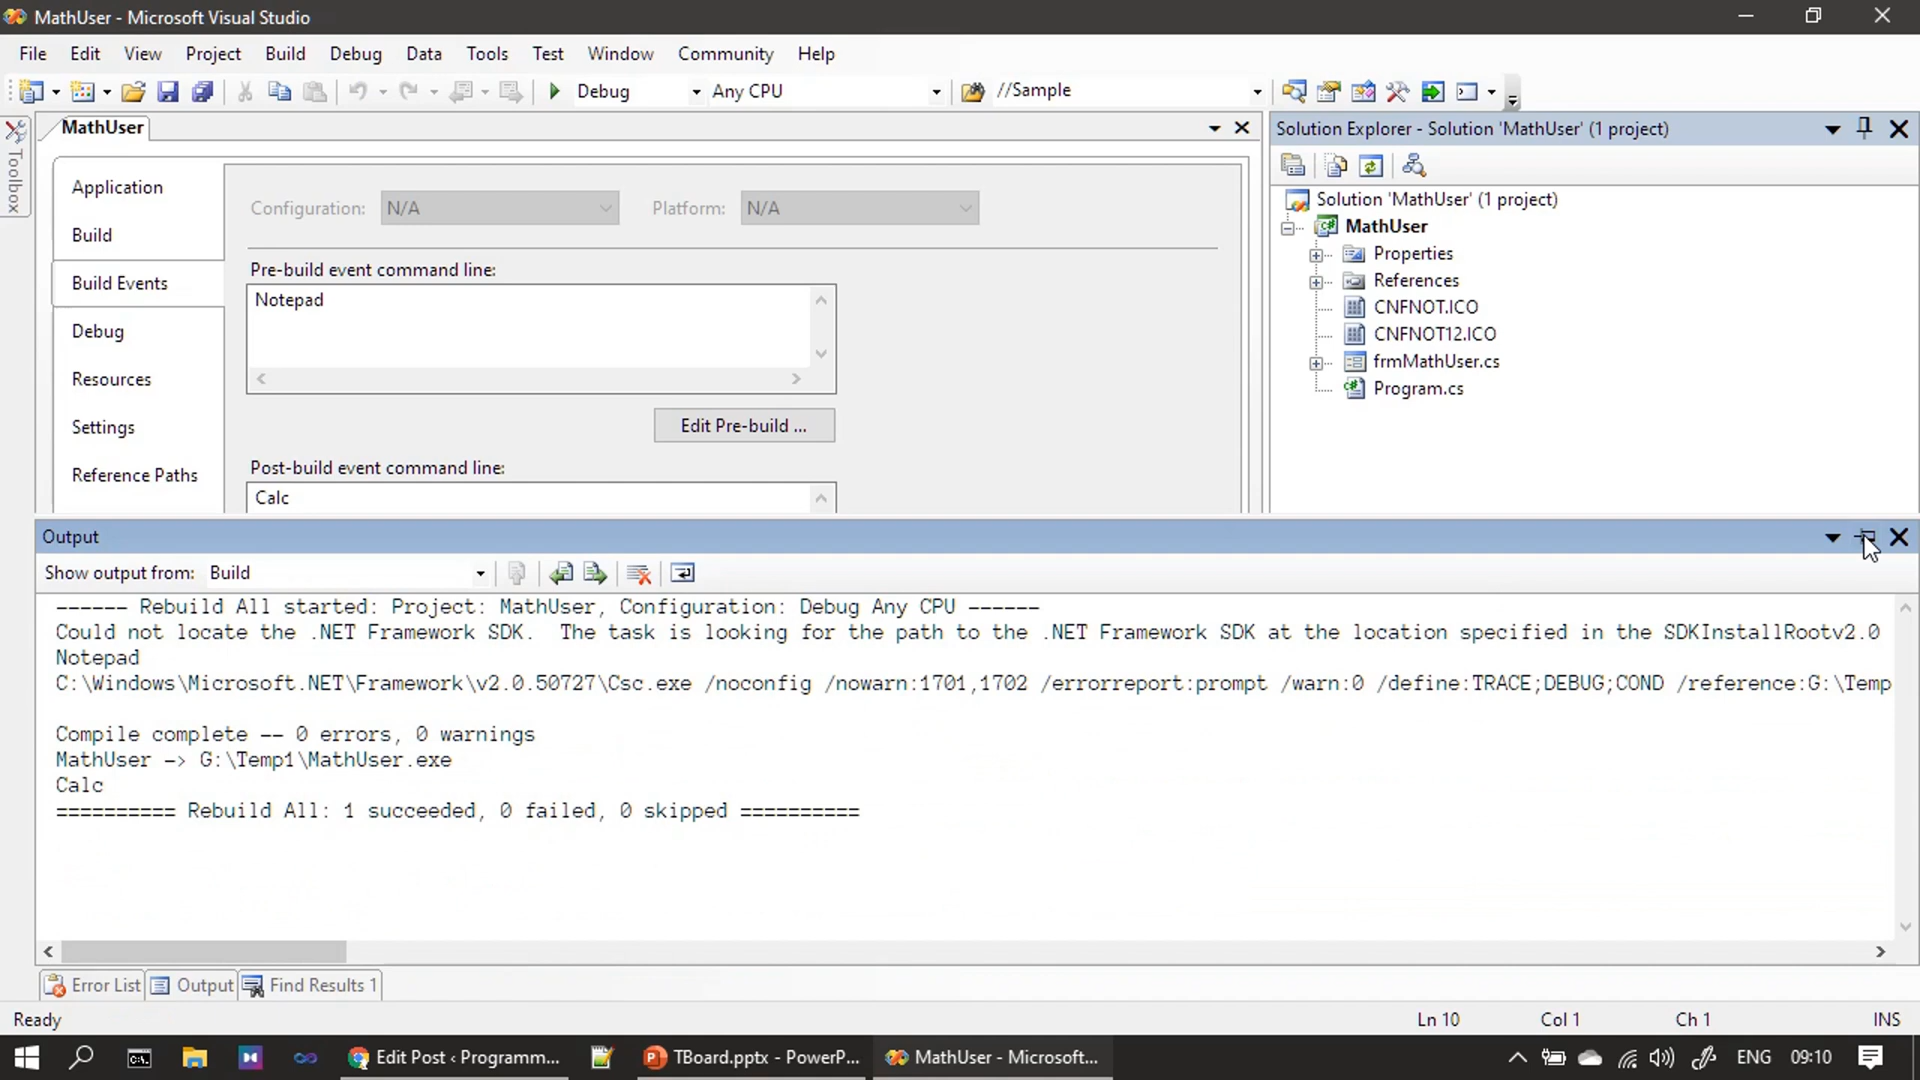 MathUser - Microsoft Visual Studio
File Edit View Project Build Debug Data Tools Test Window Community Help
Debug Any CPU //Sample
Toolbox
MathUser
Application
Build
Build Events
Debug
Resources
Settings
Reference Paths
Configuration: N/A Platform: N/A
Pre-build event command line:
Notepad
Edit Pre-build ...
Post-build event command line:
Calc
Solution Explorer - Solution 'MathUser' (1 project)
Solution 'MathUser' (1 project)
MathUser
Properties
References
CNFNOT.ICO
CNFNOT12.ICO
frmMathUser.cs
Program.cs
Output
Show output from: Build
------ Rebuild All started: Project: MathUser, Configuration: Debug Any CPU ------
Could not locate the .NET Framework SDK.  The task is looking for the path to the .NET Framework SDK at the location specified in the SDKInstallRootv2.0
Notepad
C:\Windows\Microsoft.NET\Framework\v2.0.50727\Csc.exe /noconfig /nowarn:1701,1702 /errorreport:prompt /warn:0 /define:TRACE;DEBUG;COND /reference:G:\Temp
Compile complete -- 0 errors, 0 warnings
MathUser -> G:\Temp1\MathUser.exe
Calc
========== Rebuild All: 1 succeeded, 0 failed, 0 skipped ==========
Error List Output Find Results 1
Ready Ln 10 Col 1 Ch 1 INS
Edit Post ‹ Programm... TBoard.pptx - PowerP... MathUser - Microsoft... ENG 09:10